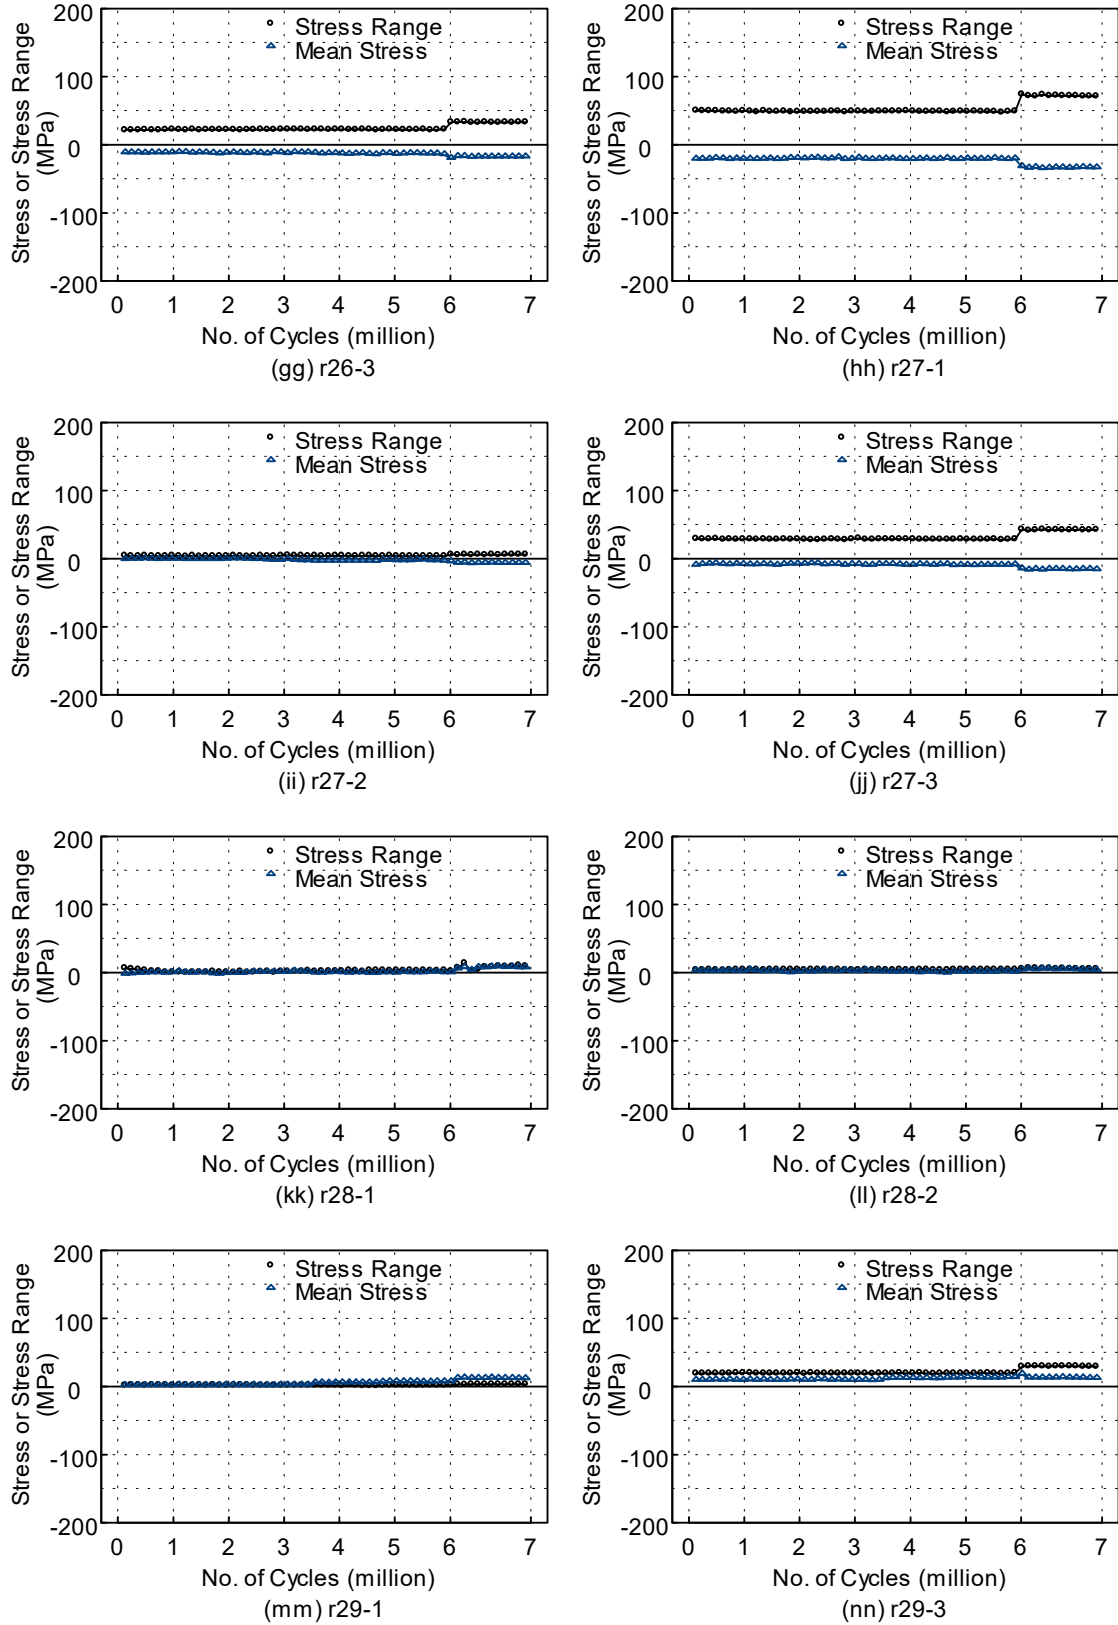 Stress or Stress Range
(MPa)
200
100
0
-100
-200
Stress Range
Mean Stress
0 1 2 3 4 5 6 7
No. of Cycles (million)
(gg) r26-3
Stress or Stress Range
(MPa)
200
100
0
-100
-200
Stress Range
Mean Stress
0 1 2 3 4 5 6 7
No. of Cycles (million)
(hh) r27-1
Stress or Stress Range
(MPa)
200
100
0
-100
-200
Stress Range
Mean Stress
0 1 2 3 4 5 6 7
No. of Cycles (million)
(ii) r27-2
Stress or Stress Range
(MPa)
200
100
0
-100
-200
Stress Range
Mean Stress
0 1 2 3 4 5 6 7
No. of Cycles (million)
(jj) r27-3
Stress or Stress Range
(MPa)
200
100
0
-100
-200
Stress Range
Mean Stress
0 1 2 3 4 5 6 7
No. of Cycles (million)
(kk) r28-1
Stress or Stress Range
(MPa)
200
100
0
-100
-200
Stress Range
Mean Stress
0 1 2 3 4 5 6 7
No. of Cycles (million)
(ll) r28-2
Stress or Stress Range
(MPa)
200
100
0
-100
-200
Stress Range
Mean Stress
0 1 2 3 4 5 6 7
No. of Cycles (million)
(mm) r29-1
Stress or Stress Range
(MPa)
200
100
0
-100
-200
Stress Range
Mean Stress
0 1 2 3 4 5 6 7
No. of Cycles (million)
(nn) r29-3